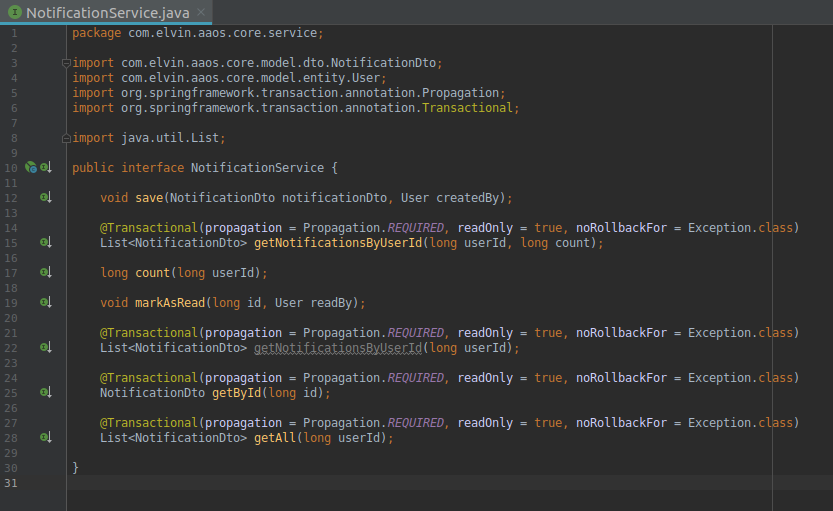 NotificationService.java
1 package com.elvin.aaos.core.service;
2
3 import com.elvin.aaos.core.model.dto.NotificationDto;
4 import com.elvin.aaos.core.model.entity.User;
5 import org.springframework.transaction.annotation.Propagation;
6 import org.springframework.transaction.annotation.Transactional;
7
8 import java.util.List;
9
10 public interface NotificationService {
11
12 void save(NotificationDto notificationDto, User createdBy);
13
14 @Transactional(propagation = Propagation.REQUIRED, readOnly = true, noRollbackFor = Exception.class)
15 List<NotificationDto> getNotificationsByUserId(long userId, long count);
16
17 long count(long userId);
18
19 void markAsRead(long id, User readBy);
20
21 @Transactional(propagation = Propagation.REQUIRED, readOnly = true, noRollbackFor = Exception.class)
22 List<NotificationDto> getNotificationsByUserId(long userId);
23
24 @Transactional(propagation = Propagation.REQUIRED, readOnly = true, noRollbackFor = Exception.class)
25 NotificationDto getById(long id);
26
27 @Transactional(propagation = Propagation.REQUIRED, readOnly = true, noRollbackFor = Exception.class)
28 List<NotificationDto> getAll(long userId);
29
30 }
31